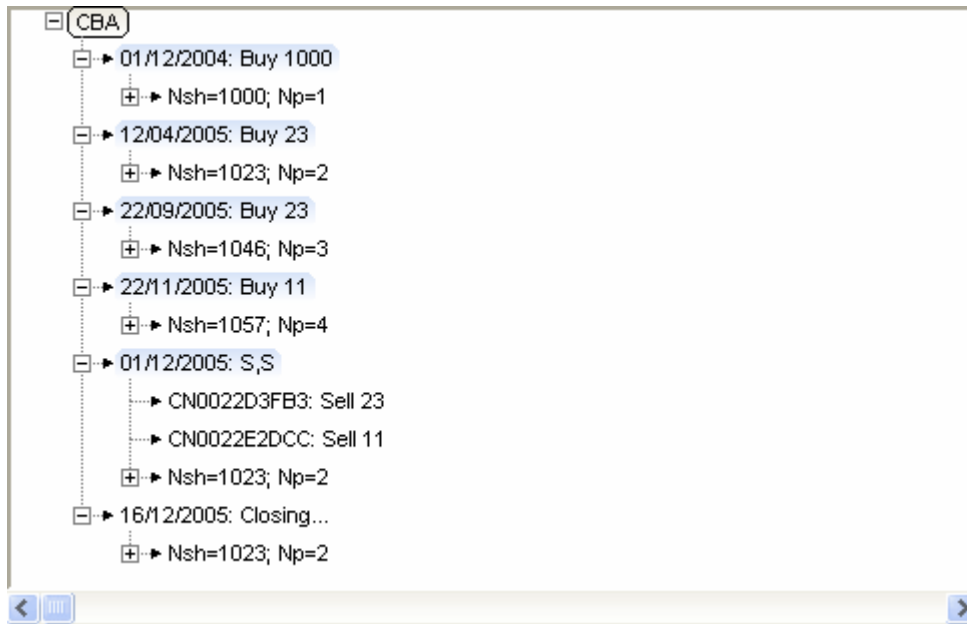 CBA
01/12/2004: Buy 1000
Nsh=1000; Np=1
12/04/2005: Buy 23
Nsh=1023; Np=2
22/09/2005: Buy 23
Nsh=1046; Np=3
22/11/2005: Buy 11
Nsh=1057; Np=4
01/12/2005: S,S
CN0022D3FB3: Sell 23
CN0022E2DCC: Sell 11
Nsh=1023; Np=2
16/12/2005: Closing...
Nsh=1023; Np=2